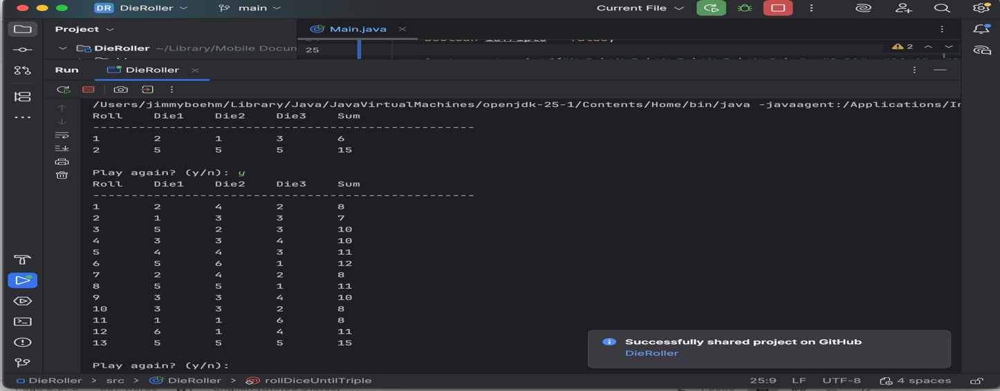 DR DieRoller main Current File
Project Main.java
DieRoller ~/Library/Mobile Docun 25 2
Run DieRoller
/Users/jimmyboehm/Library/Java/JavaVirtualMachines/openjdk-25-1/Contents/Home/bin/java -javaagent:/Applications/In
Roll Die1 Die2 Die3 Sum
--------------------------------------------------
1 2 1 3 6
2 5 5 5 15
Play again? (y/n): y
Roll Die1 Die2 Die3 Sum
--------------------------------------------------
1 2 4 2 8
2 1 3 3 7
3 5 2 3 10
4 3 3 4 10
5 4 4 3 11
6 5 6 1 12
7 2 4 2 8
8 5 5 1 11
9 3 3 4 10
10 3 3 2 8
11 1 1 6 8
12 6 1 4 11
13 5 5 5 15
Play again? (y/n):
Successfully shared project on GitHub
DieRoller
DieRoller > src > DieRoller > rollDiceUntilTriple 25:9 LF UTF-8 4 spaces